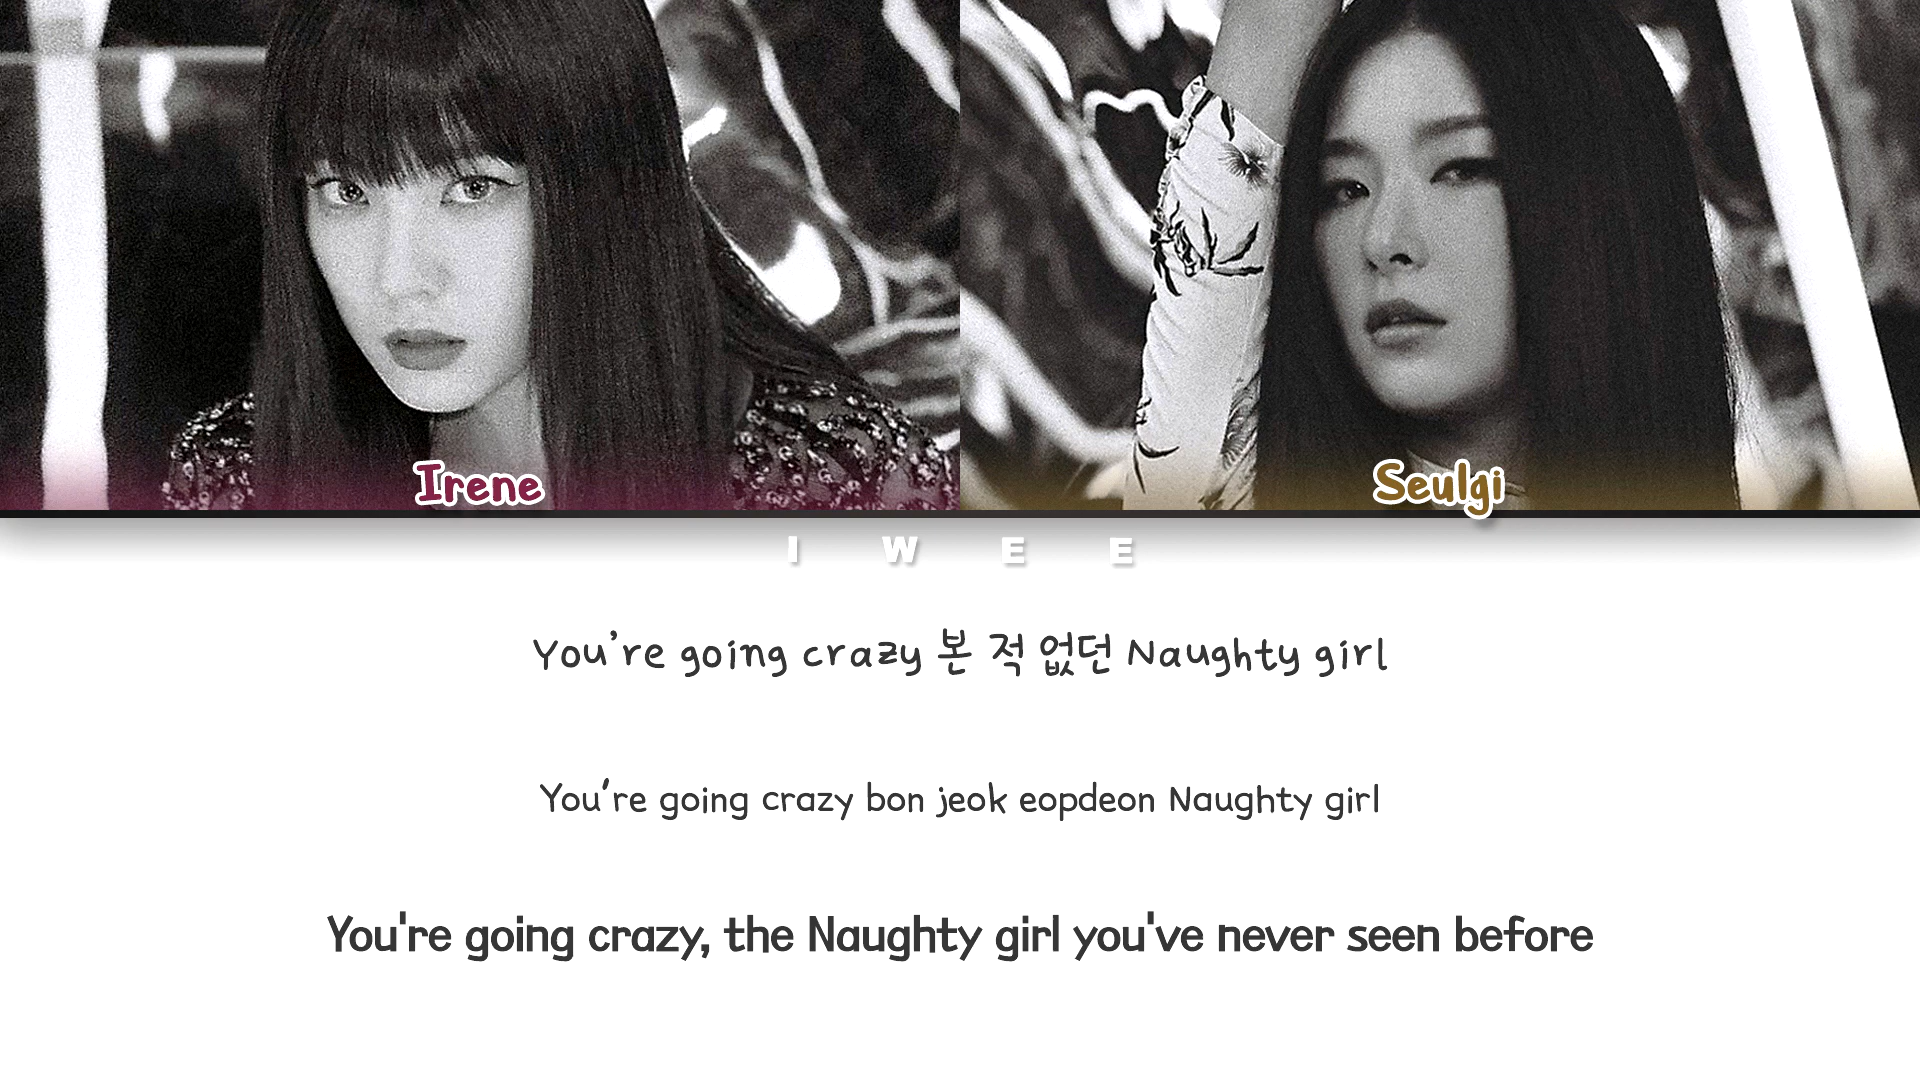 Irene
Seulgi
I W E E
You're going crazy 본 적 없던 Naughty girl
You're going crazy bon jeok eopdeon Naughty girl
You're going crazy, the Naughty girl you've never seen before